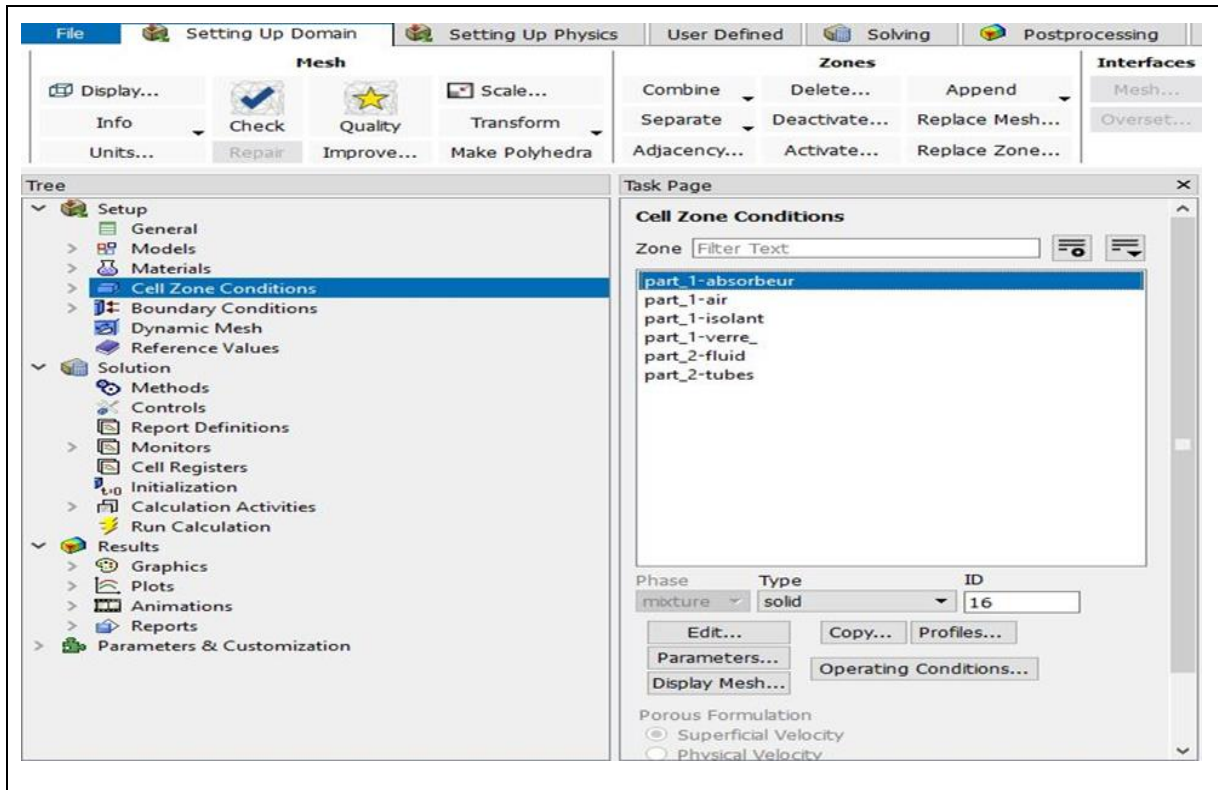 File Setting Up Domain Setting Up Physics User Defined Solving Postprocessing
Mesh Zones Interfaces
Display... Scale... Combine Delete... Append Mesh...
Info Check Quality Transform Separate Deactivate... Replace Mesh... Overset...
Units... Repair Improve... Make Polyhedra Adjacency... Activate... Replace Zone...
Tree
Setup
General
Models
Materials
Cell Zone Conditions
Boundary Conditions
Dynamic Mesh
Reference Values
Solution
Methods
Controls
Report Definitions
Monitors
Cell Registers
t=0 Initialization
Calculation Activities
Run Calculation
Results
Graphics
Plots
Animations
Reports
Parameters & Customization
Task Page
Cell Zone Conditions
Zone Filter Text
part_1-absorbeur
part_1-air
part_1-isolant
part_1-verre_
part_2-fluid
part_2-tubes
Phase Type ID
mixture solid 16
Edit... Copy... Profiles...
Parameters... Operating Conditions...
Display Mesh...
Porous Formulation
Superficial Velocity
Physical Velocity